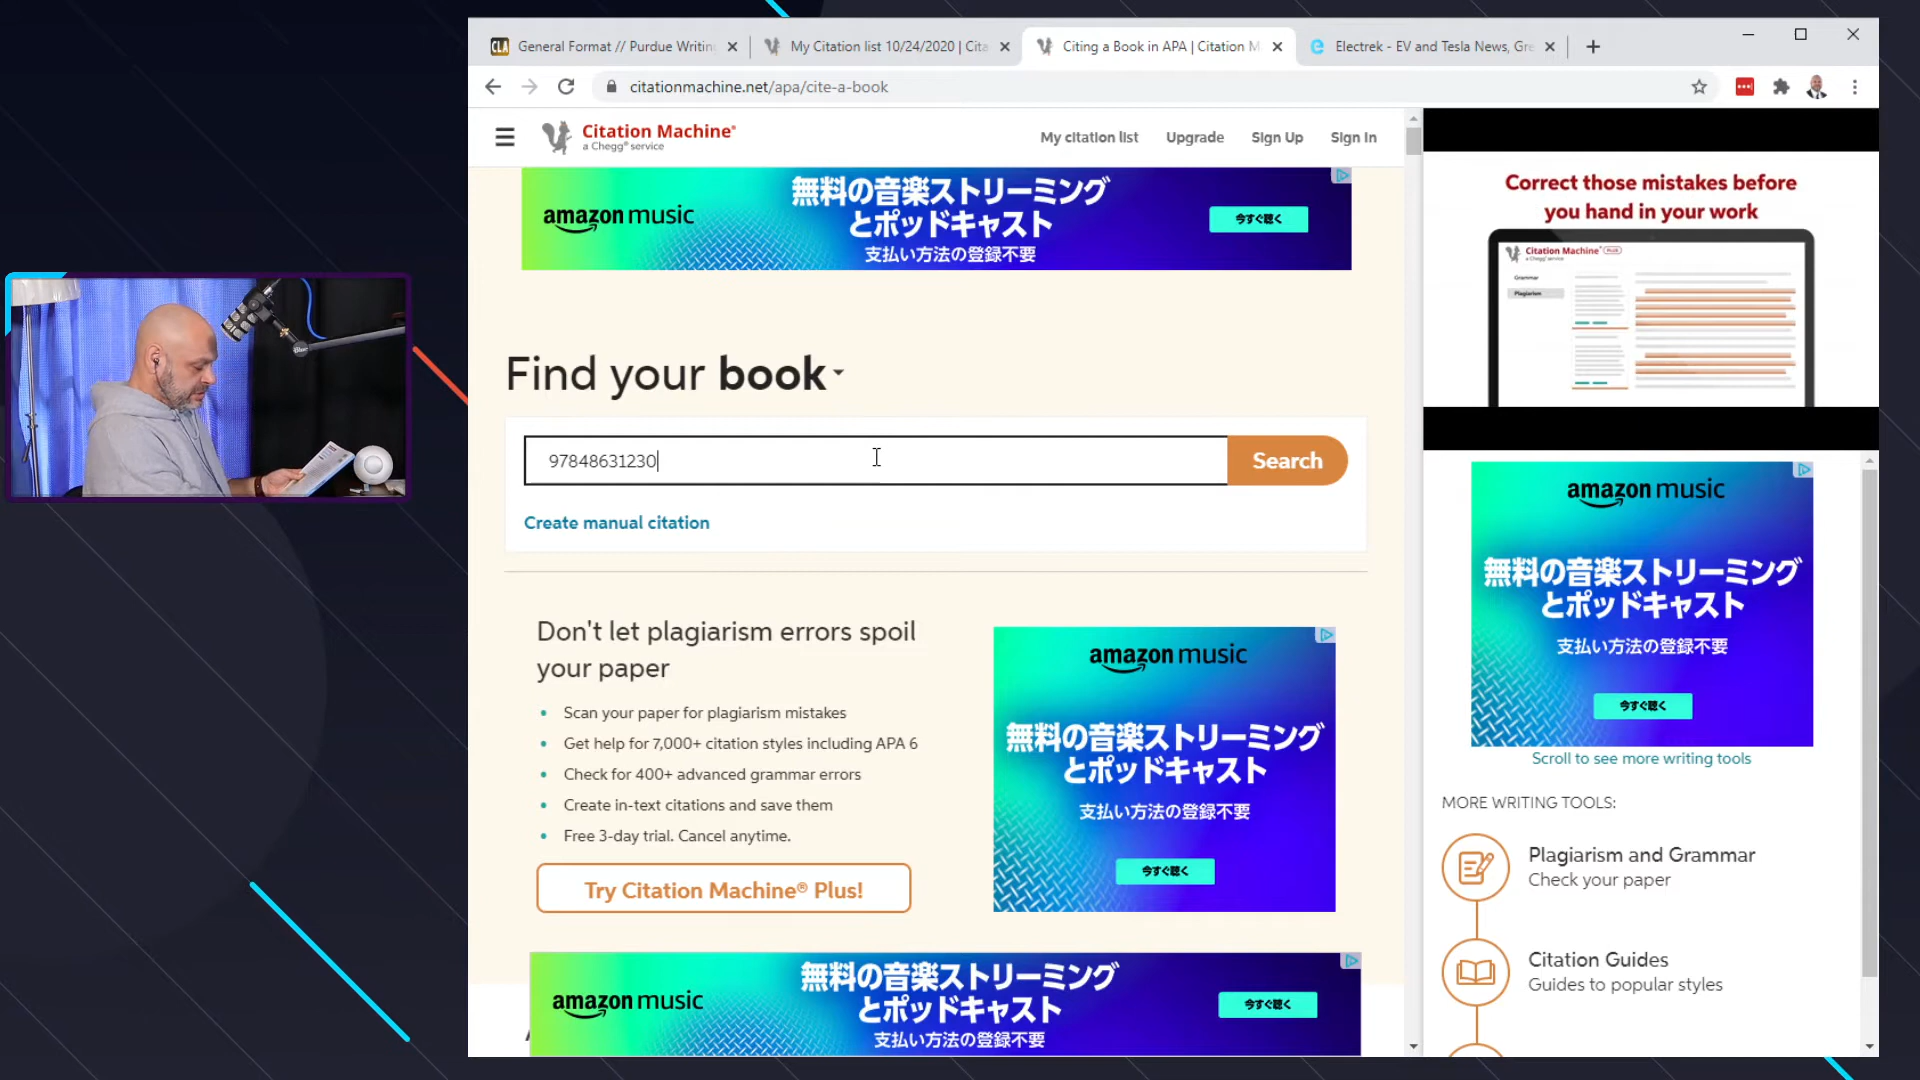 General Format // Purdue Writin
My Citation list 10/24/2020 | Cita
Citing a Book in APA | Citation M
Electrek - EV and Tesla News, Gre
citationmachine.net/apa/cite-a-book
Citation Machine®
a Chegg® service
My citation list
Upgrade
Sign Up
Sign In
amazon music
無料の音楽ストリーミング
とポッドキャスト
支払い方法の登録不要
今すぐ聴く
Find your book
97848631230
Search
Create manual citation
Don't let plagiarism errors spoil
your paper
Scan your paper for plagiarism mistakes
Get help for 7,000+ citation styles including APA 6
Check for 400+ advanced grammar errors
Create in-text citations and save them
Free 3-day trial. Cancel anytime.
Try Citation Machine® Plus!
amazon music
無料の音楽ストリーミング
とポッドキャスト
支払い方法の登録不要
今すぐ聴く
amazon music
無料の音楽ストリーミング
とポッドキャスト
支払い方法の登録不要
今すぐ聴く
Correct those mistakes before
you hand in your work
Citation Machine® PLUS
a Chegg® service
Grammar
Plagiarism
amazon music
無料の音楽ストリーミング
とポッドキャスト
支払い方法の登録不要
今すぐ聴く
Scroll to see more writing tools
MORE WRITING TOOLS:
Plagiarism and Grammar
Check your paper
Citation Guides
Guides to popular styles